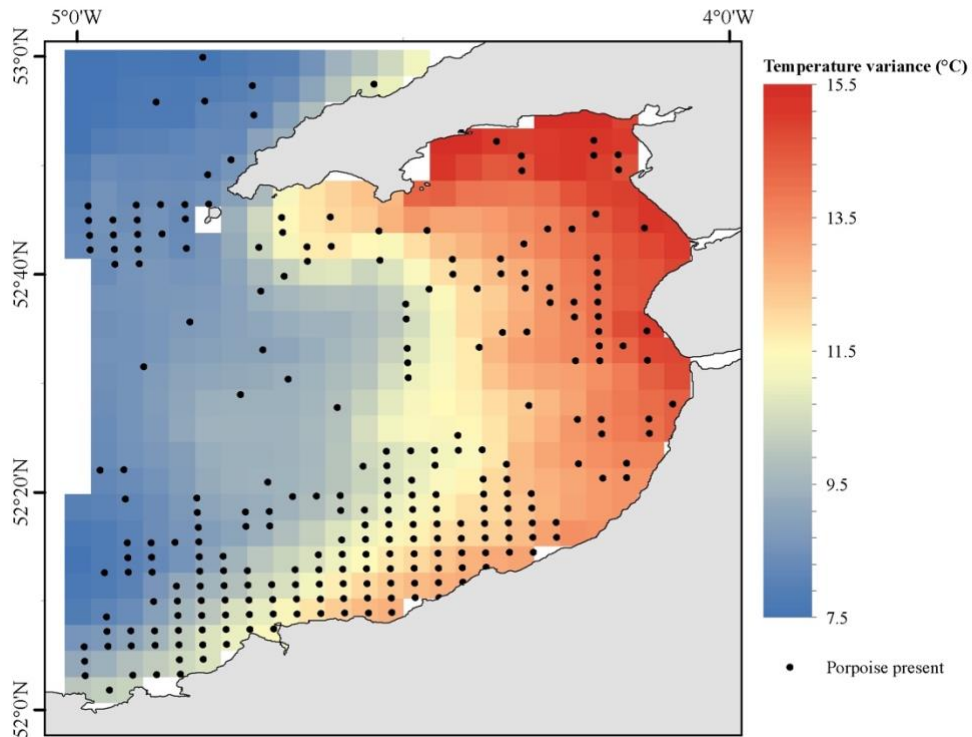 5°0'W
4°0'W
53°0'N
52°40'N
52°20'N
52°0'N
Temperature variance (°C)
15.5
13.5
11.5
9.5
7.5
Porpoise present